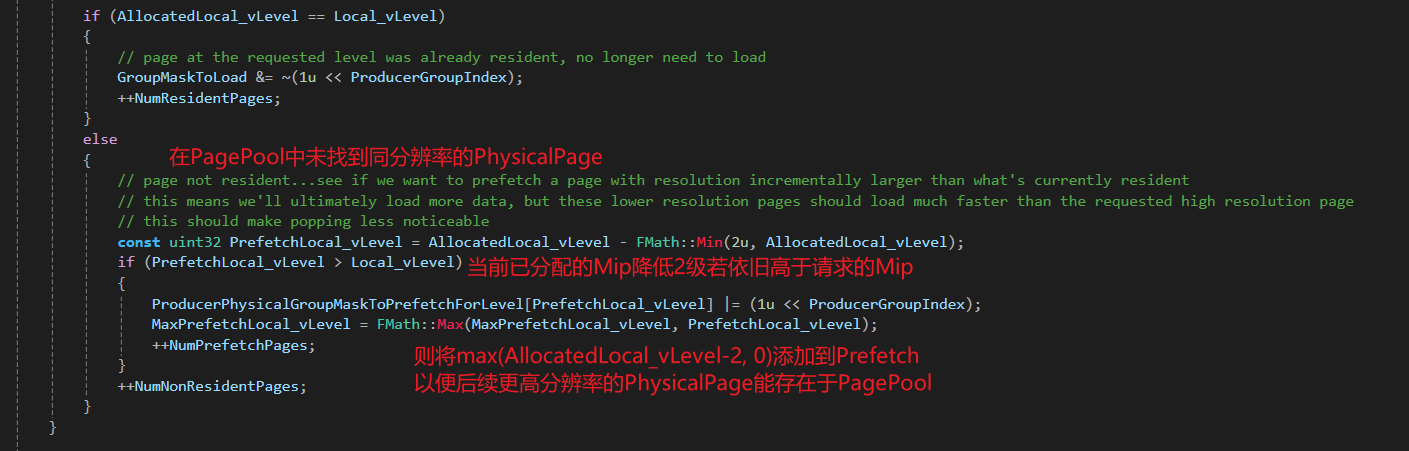 if (AllocatedLocal_vLevel == Local_vLevel)
{
// page at the requested level was already resident, no longer need to load
GroupMaskToLoad &= ~(1u << ProducerGroupIndex);
++NumResidentPages;
}
else
在PagePool中未找到同分辨率的PhysicalPage
{
// page not resident...see if we want to prefetch a page with resolution incrementally larger than what's currently resident
// this means we'll ultimately load more data, but these lower resolution pages should load much faster than the requested high resolution page
// this should make popping less noticeable
const uint32 PrefetchLocal_vLevel = AllocatedLocal_vLevel - FMath::Min(2u, AllocatedLocal_vLevel);
if (PrefetchLocal_vLevel > Local_vLevel) 当前已分配的Mip降低2级若依旧高于请求的Mip
{
ProducerPhysicalGroupMaskToPrefetchForLevel[PrefetchLocal_vLevel] |= (1u << ProducerGroupIndex);
MaxPrefetchLocal_vLevel = FMath::Max(MaxPrefetchLocal_vLevel, PrefetchLocal_vLevel);
++NumPrefetchPages;
则将max(AllocatedLocal_vLevel-2, 0)添加到Prefetch
}
以便后续更高分辨率的PhysicalPage能存在于PagePool
++NumNonResidentPages;
}
}